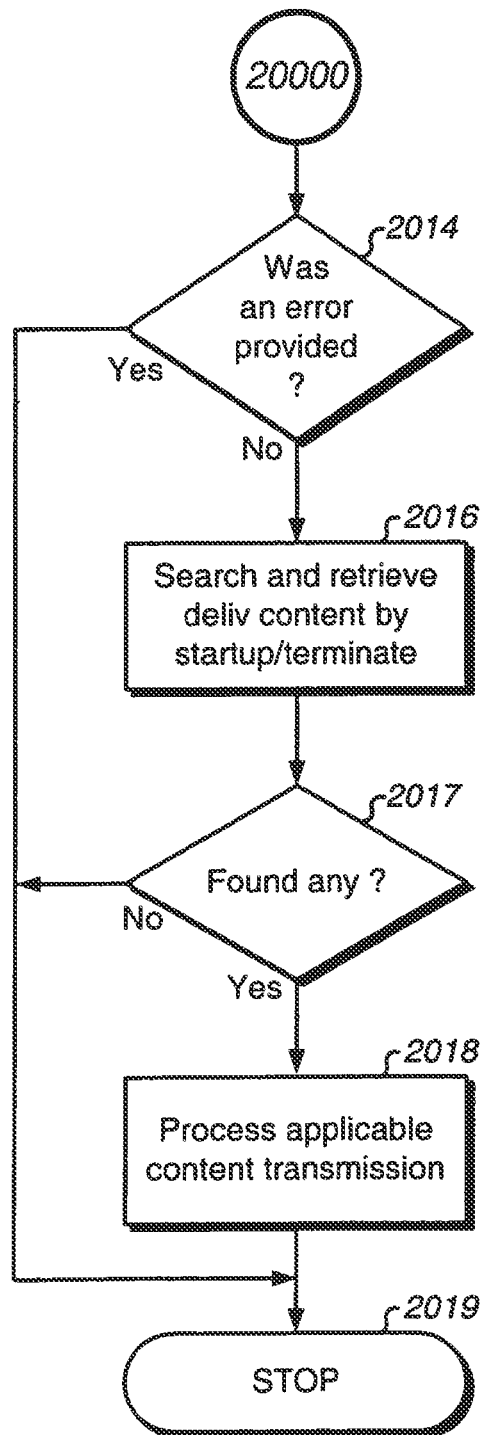 20000
2014
Was
an error
provided
?
Yes
No
2016
Search and retrieve
deliv content by
startup/terminate
2017
Found any ?
No
Yes
2018
Process applicable
content transmission
2019
STOP